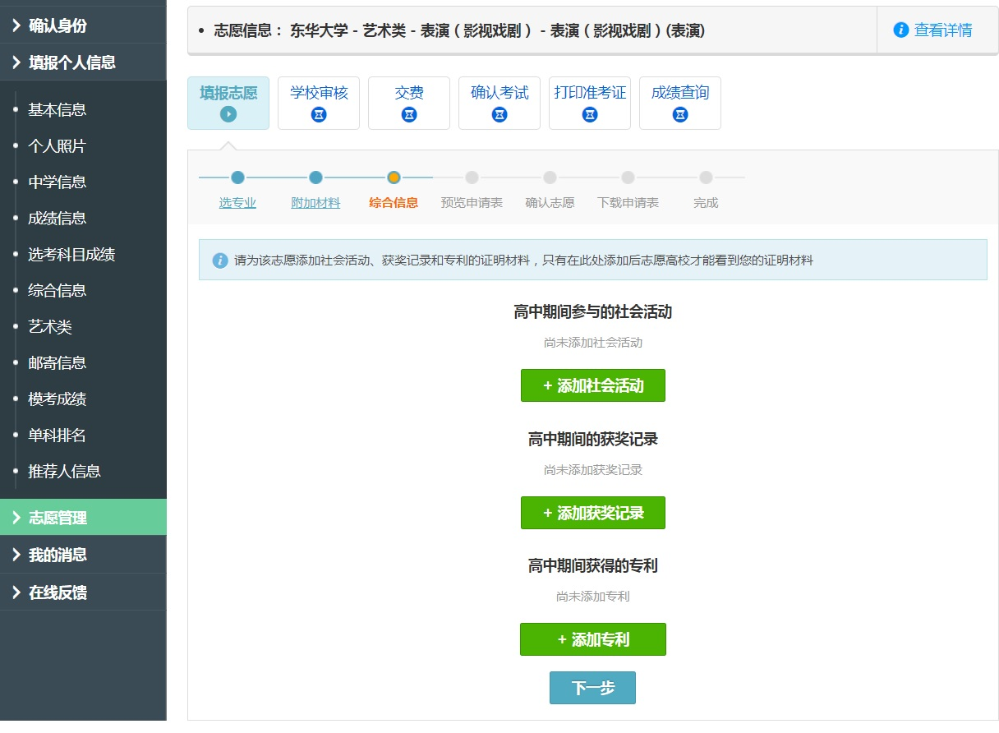 确认身份
填报个人信息
基本信息
个人照片
中学信息
成绩信息
选考科目成绩
综合信息
艺术类
邮寄信息
模考成绩
单科排名
推荐人信息
志愿管理
我的消息
在线反馈
• 志愿信息： 东华大学 - 艺术类 - 表演（影视戏剧） - 表演（影视戏剧）(表演)
查看详情
填报志愿
学校审核
交费
确认考试
打印准考证
成绩查询
选专业
附加材料
综合信息
预览申请表
确认志愿
下载申请表
完成
请为该志愿添加社会活动、获奖记录和专利的证明材料，只有在此处添加后志愿高校才能看到您的证明材料
高中期间参与的社会活动
尚未添加社会活动
+ 添加社会活动
高中期间的获奖记录
尚未添加获奖记录
+ 添加获奖记录
高中期间获得的专利
尚未添加专利
+ 添加专利
下一步